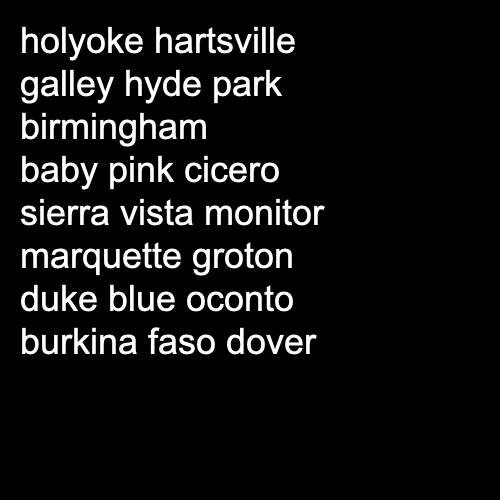 holyoke hartsville
galley hyde park
birmingham
baby pink cicero
sierra vista monitor
marquette groton
duke blue oconto
burkina faso dover